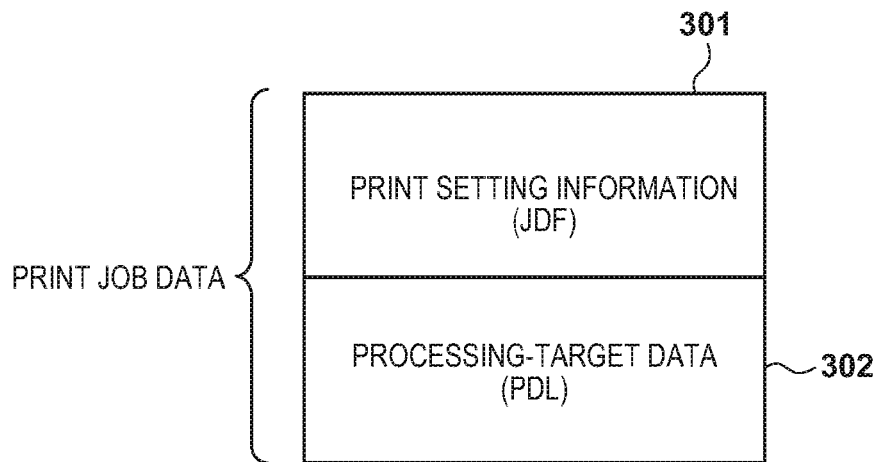 301
PRINT SETTING INFORMATION
(JDF)
PRINT JOB DATA
PROCESSING-TARGET DATA
(PDL)
302